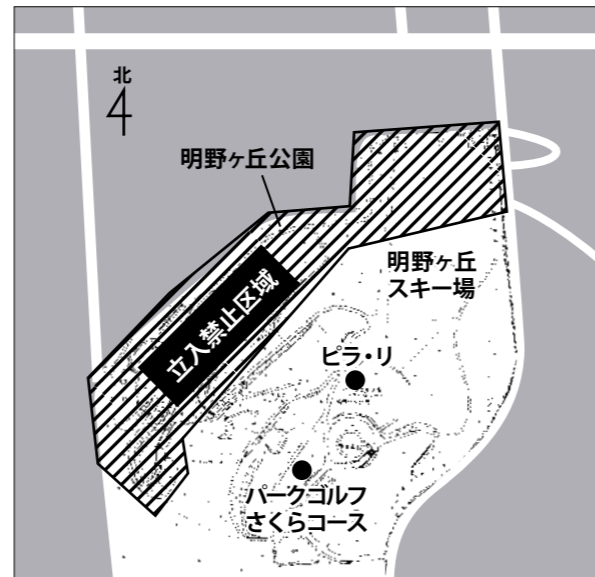 北
明野ヶ丘公園
立入禁止区域
明野ヶ丘
スキー場
ピラ・リ
パークゴルフ
さくらコース